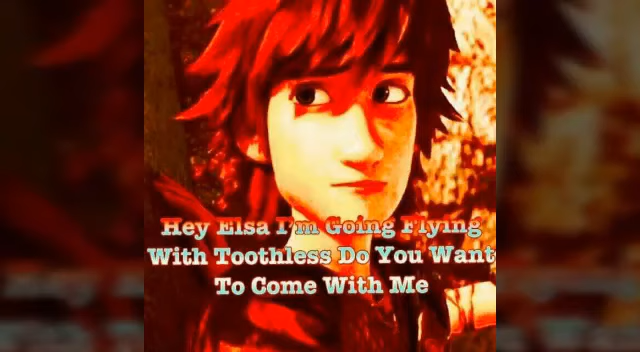 Hey Elsa I'm Going Flying
With Toothless Do You Want
To Come With Me